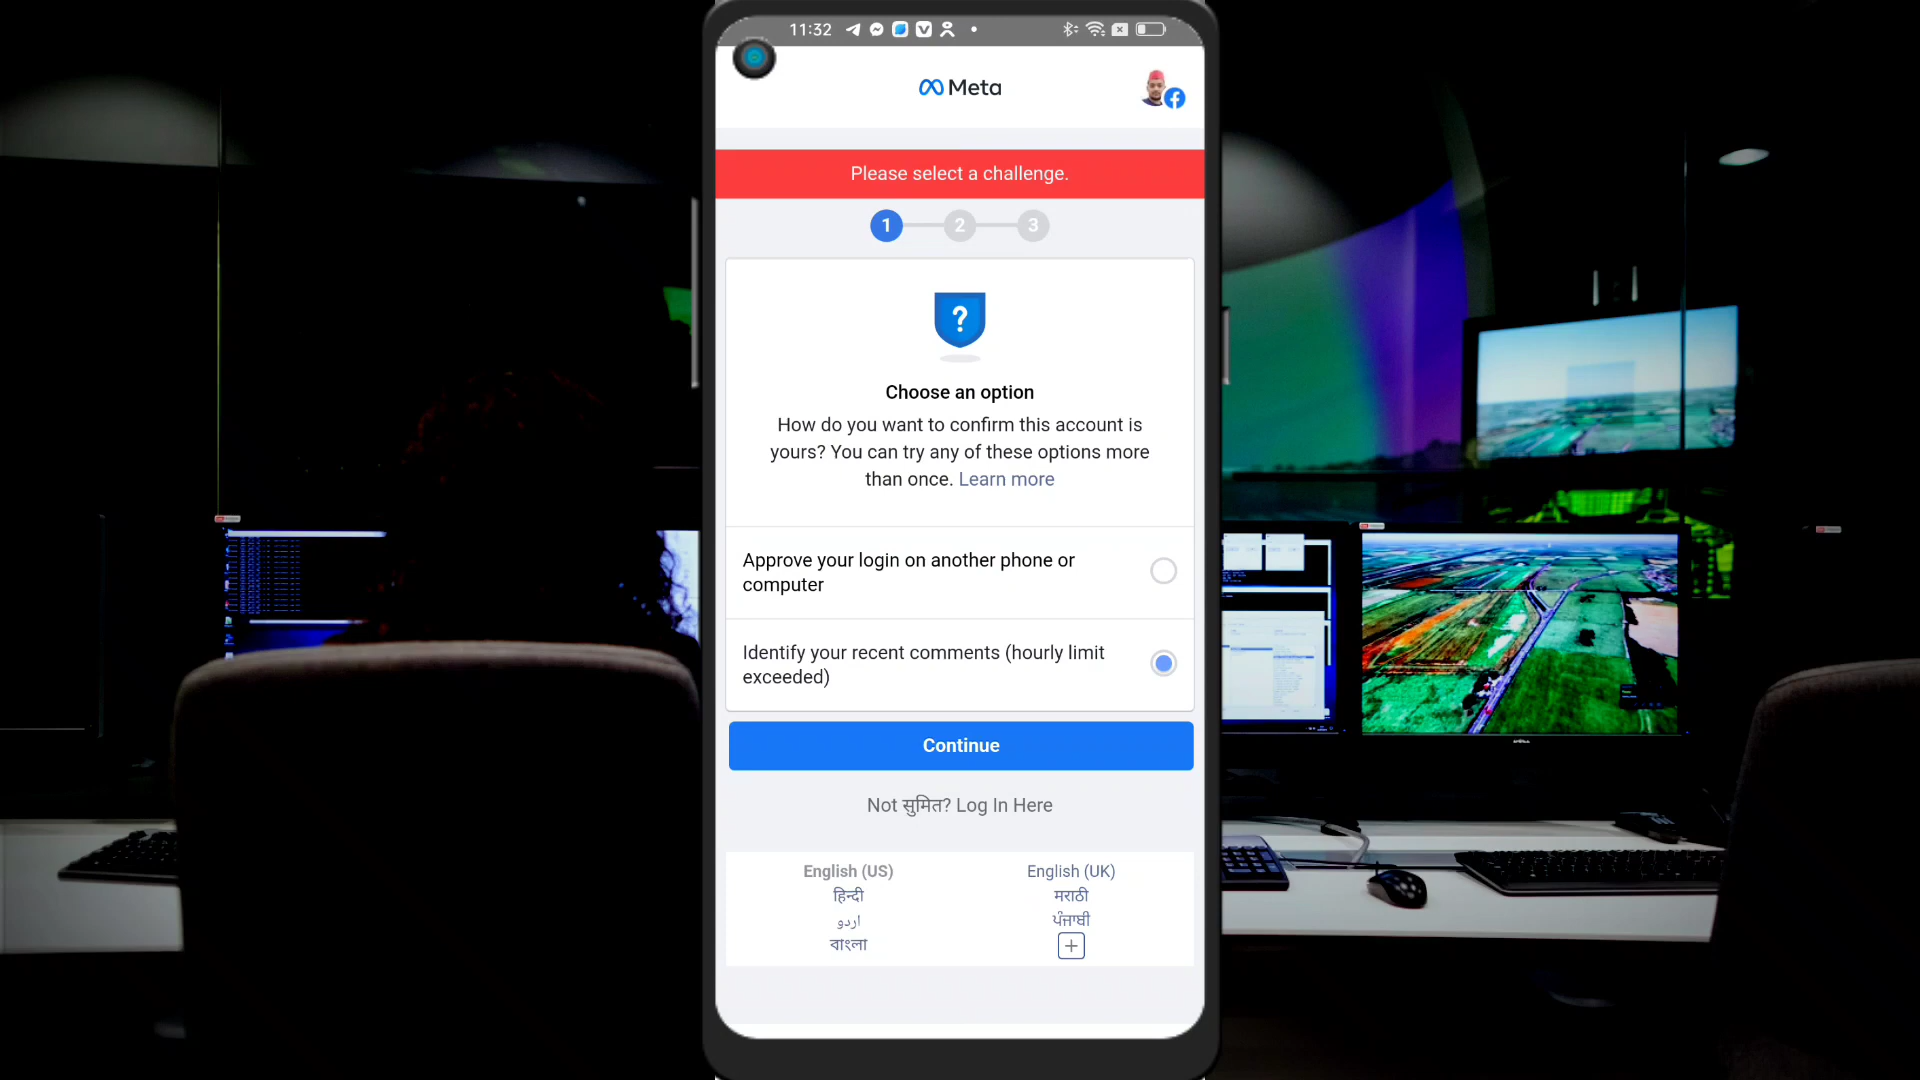 11:32
Meta
Please select a challenge.
1 2 3
?
Choose an option
How do you want to confirm this account is
yours? You can try any of these options more
than once. Learn more
Approve your login on another phone or
computer
Identify your recent comments (hourly limit
exceeded)
Continue
Not सुमित? Log In Here
English (US)
हिन्दी
اردو
বাংলা
English (UK)
मराठी
ਪੰਜਾਬੀ